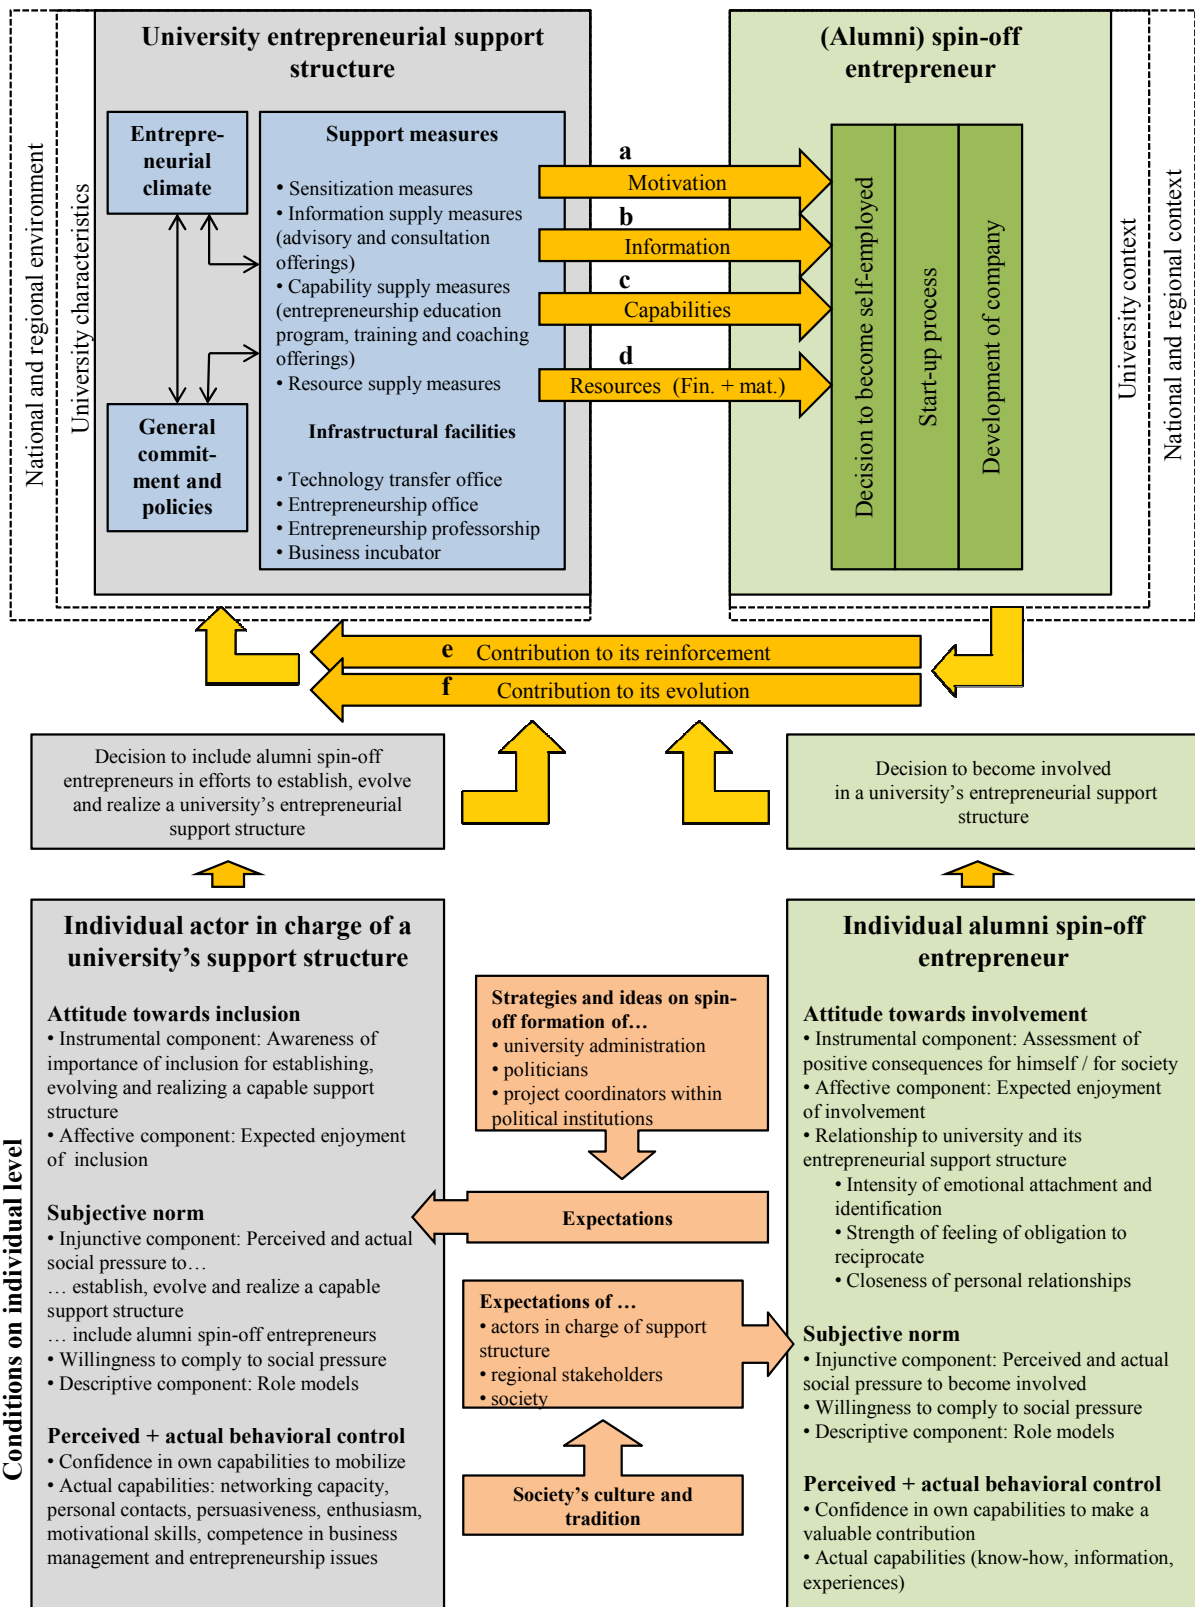 University entrepreneurial support
structure
(Alumni) spin-off
entrepreneur
National and regional environment
University characteristics
Entrepre-
neurial
climate
General
commit-
ment and
policies
Support measures
• Sensitization measures
• Information supply measures
(advisory and consultation
offerings)
• Capability supply measures
(entrepreneurship education
program, training and coaching
offerings)
• Resource supply measures
Infrastructural facilities
• Technology transfer office
• Entrepreneurship office
• Entrepreneurship professorship
• Business incubator
a
Motivation
b
Information
c
Capabilities
d
Resources (Fin. + mat.)
Decision to become self-employed
Start-up process
Development of company
University context
National and regional context
e Contribution to its reinforcement
f Contribution to its evolution
Decision to include alumni spin-off
entrepreneurs in efforts to establish, evolve
and realize a university’s entrepreneurial
support structure
Decision to become involved
in a university’s entrepreneurial support
structure
Conditions on individual level
Individual actor in charge of a
university’s support structure
Attitude towards inclusion
• Instrumental component: Awareness of
importance of inclusion for establishing,
evolving and realizing a capable support
structure
• Affective component: Expected enjoyment
of inclusion
Subjective norm
• Injunctive component: Perceived and actual
social pressure to…
… establish, evolve and realize a capable
support structure
… include alumni spin-off entrepreneurs
• Willingness to comply to social pressure
• Descriptive component: Role models
Perceived + actual behavioral control
• Confidence in own capabilities to mobilize
• Actual capabilities: networking capacity,
personal contacts, persuasiveness, enthusiasm,
motivational skills, competence in business
management and entrepreneurship issues
Strategies and ideas on spin-
off formation of…
• university administration
• politicians
• project coordinators within
political institutions
Expectations
Expectations of …
• actors in charge of support
structure
• regional stakeholders
• society
Society’s culture and
tradition
Individual alumni spin-off
entrepreneur
Attitude towards involvement
• Instrumental component: Assessment of
positive consequences for himself / for society
• Affective component: Expected enjoyment
of involvement
• Relationship to university and its
entrepreneurial support structure
• Intensity of emotional attachment and
identification
• Strength of feeling of obligation to
reciprocate
• Closeness of personal relationships
Subjective norm
• Injunctive component: Perceived and actual
social pressure to become involved
• Willingness to comply to social pressure
• Descriptive component: Role models
Perceived + actual behavioral control
• Confidence in own capabilities to make a
valuable contribution
• Actual capabilities (know-how, information,
experiences)